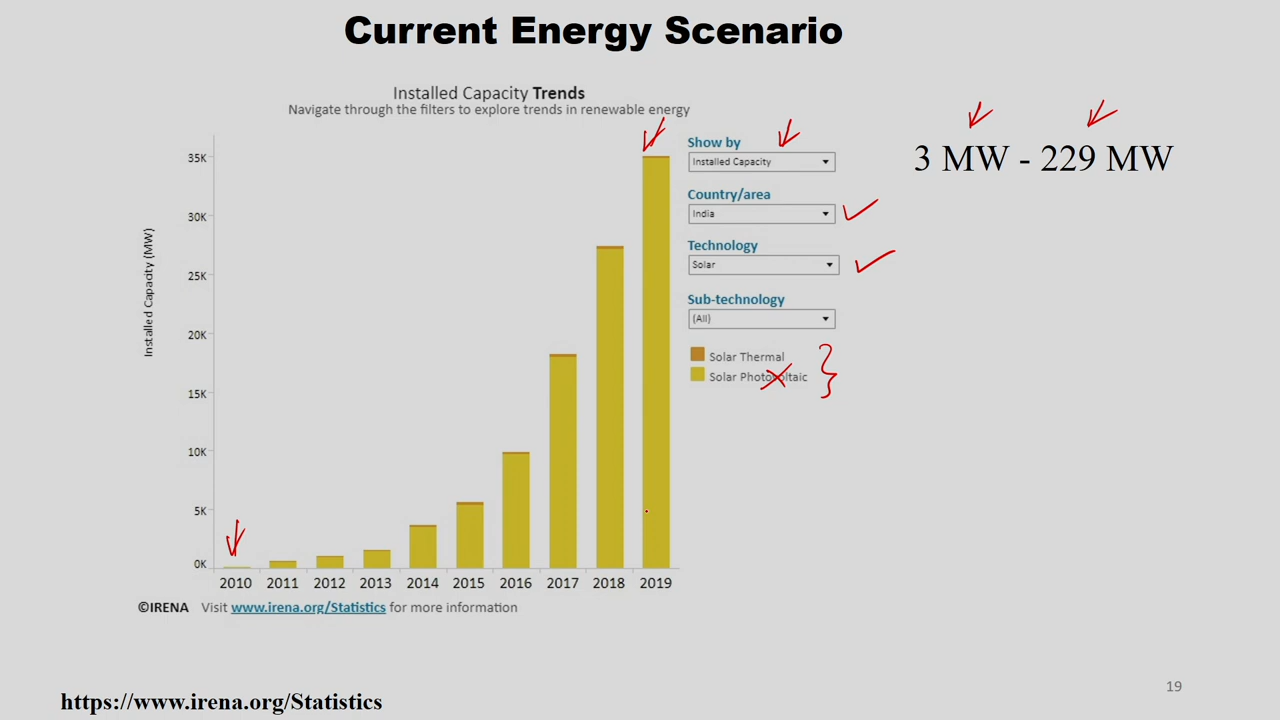 Current Energy Scenario
Installed Capacity Trends
Navigate through the filters to explore trends in renewable energy
Installed Capacity (MW)
35K
30K
25K
20K
15K
10K
5K
0K
2010 2011 2012 2013 2014 2015 2016 2017 2018 2019
Show by
Installed Capacity
Country/area
India
Technology
Solar
Sub-technology
(All)
Solar Thermal
Solar Photovoltaic
3 MW - 229 MW
©IRENA Visit www.irena.org/Statistics for more information
https://www.irena.org/Statistics
19